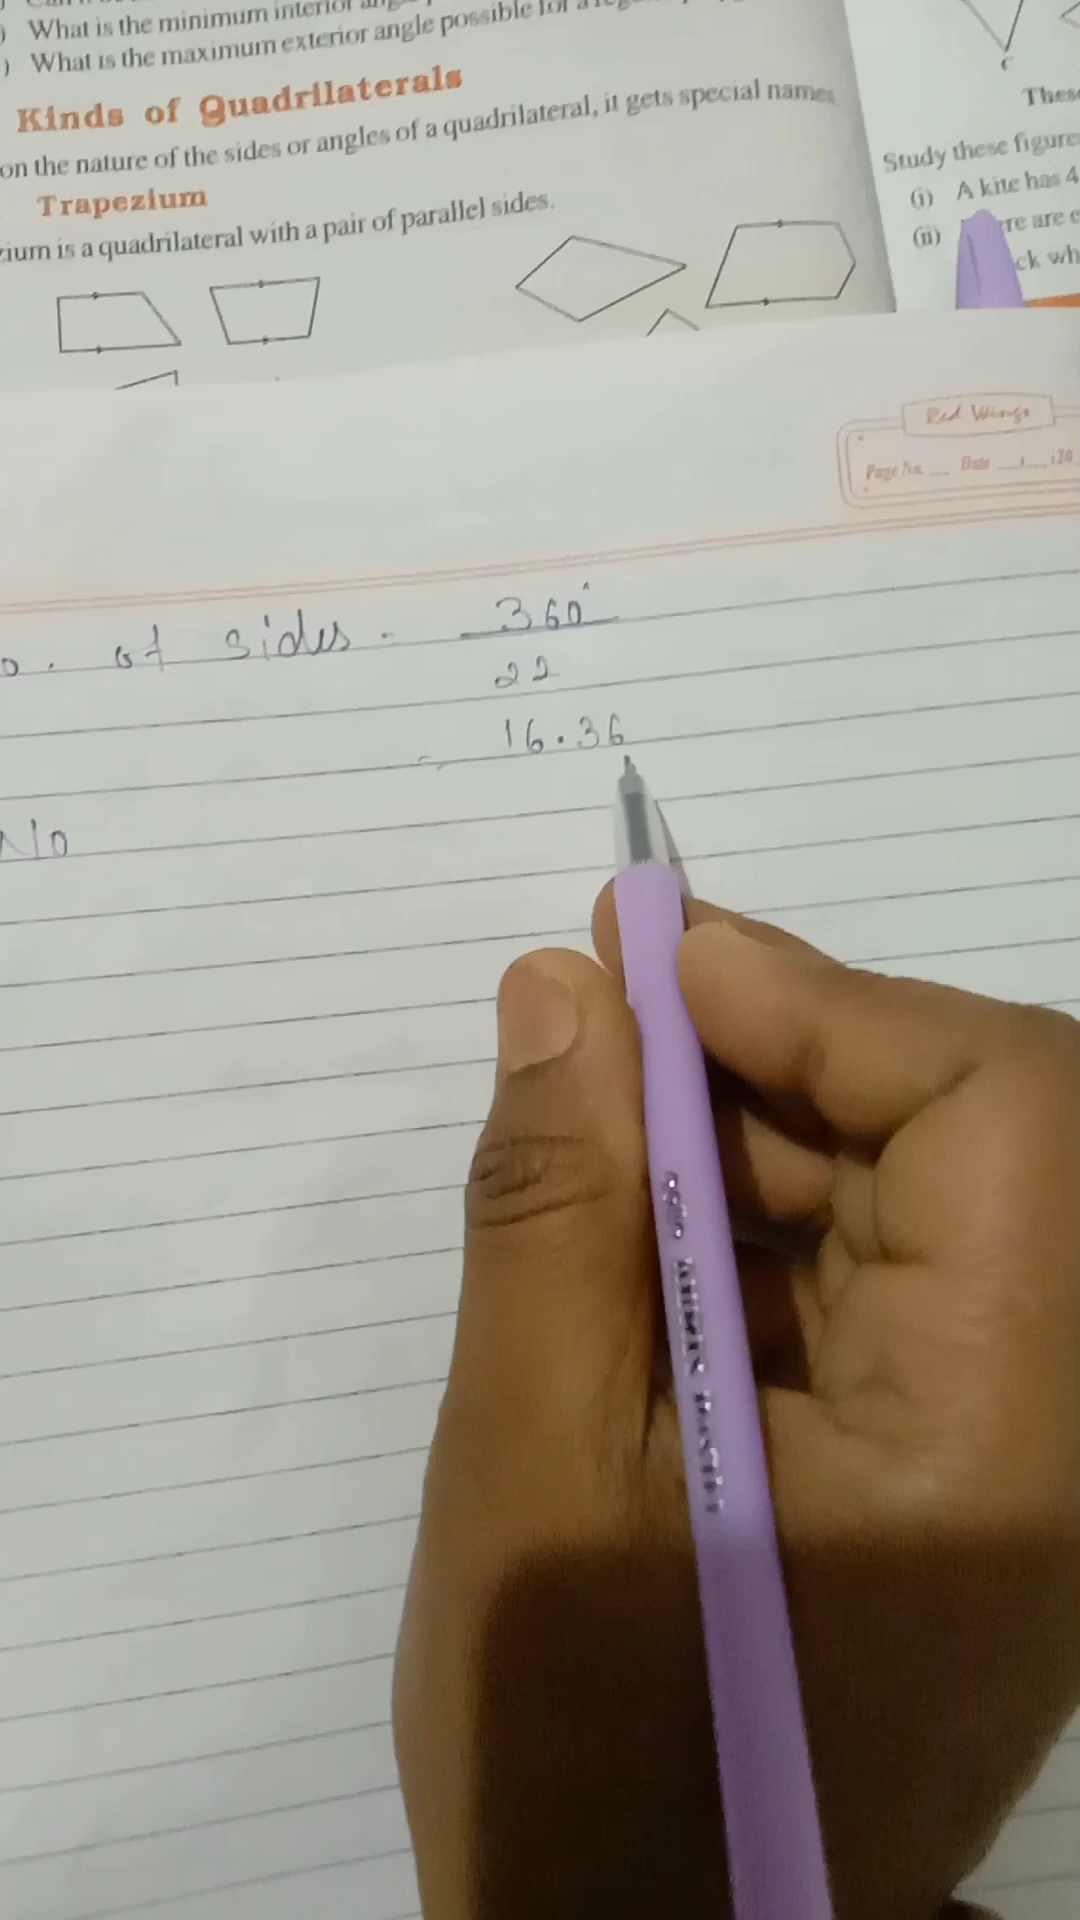 What is the minimum interior
) What is the maximum exterior angle possible for a
Kinds of Quadrilaterals
on the nature of the sides or angles of a quadrilateral, it gets special names
Trapezium
zium is a quadrilateral with a pair of parallel sides.
C
These
Study these figure
(i) A kite has 4
(ii) re are
ck wh
Red Wings
Page No. Date 20
o. of sides = 360°
22
= 16.36
No